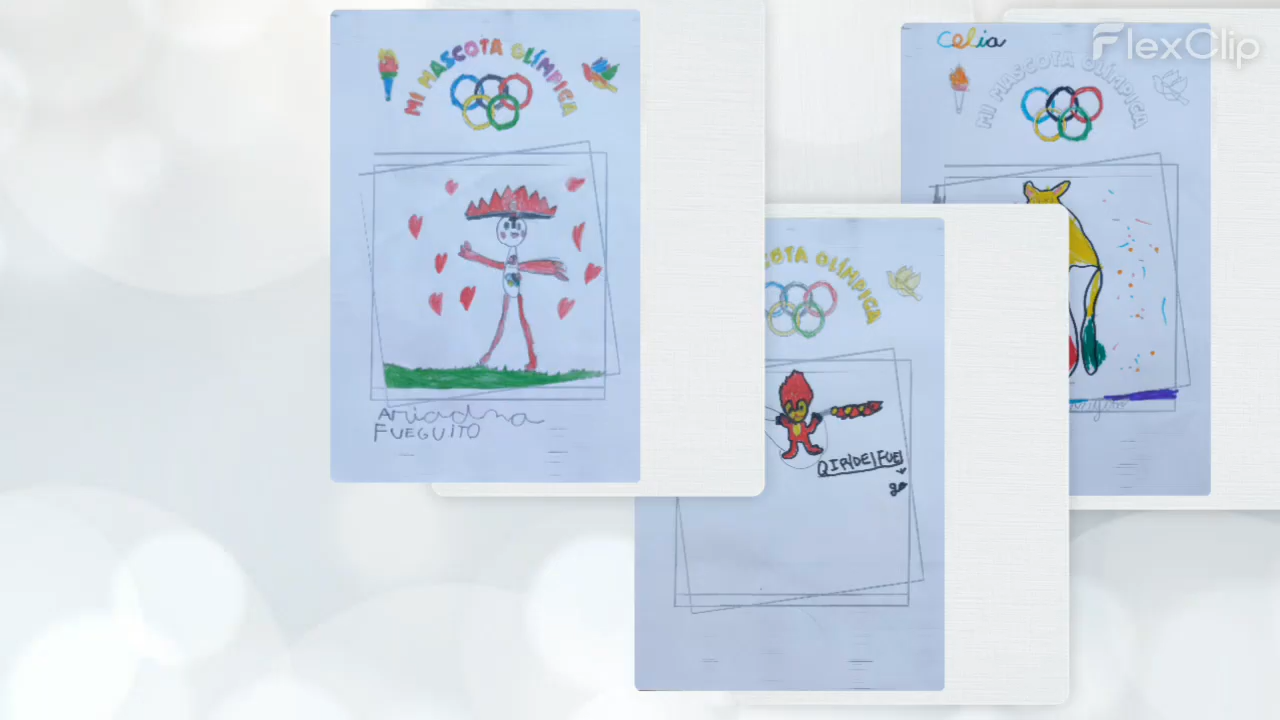 MI MASCOTA OLÍMPICA
Ariadna
FUEGUITO
COTA OLÍMPICA
Celia
MI MASCOTA OLÍMPICA
FlexClip